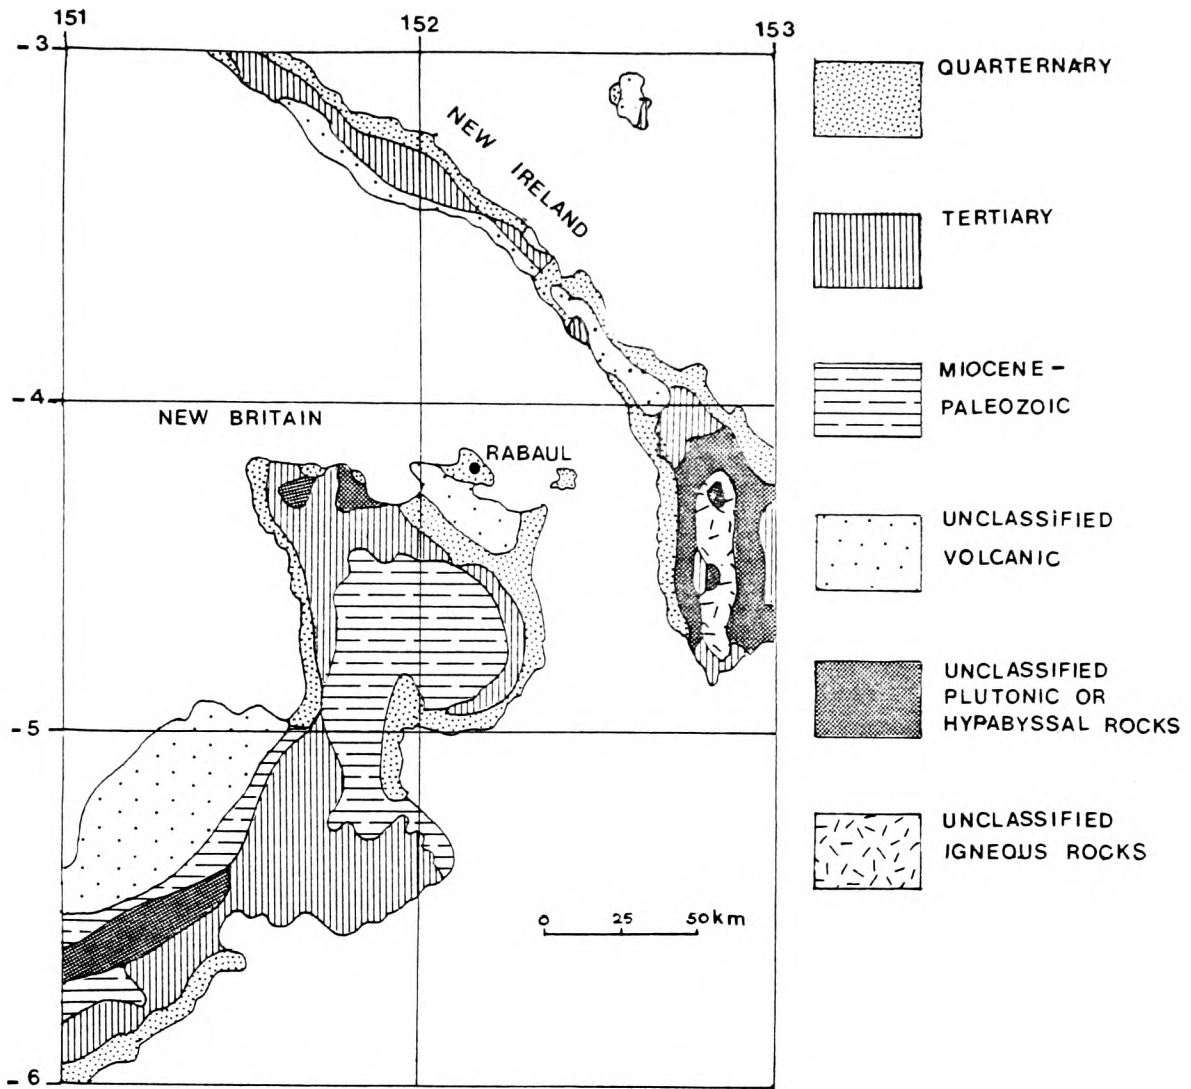 151 152 153
-3
-4
-5
-6
NEW IRELAND
NEW BRITAIN
RABAUL
0 25 50km
QUARTERNARY
TERTIARY
MIOCENE-
PALEOZOIC
UNCLASSIFIED
VOLCANIC
UNCLASSIFIED
PLUTONIC OR
HYPABYSSAL ROCKS
UNCLASSIFIED
IGNEOUS ROCKS